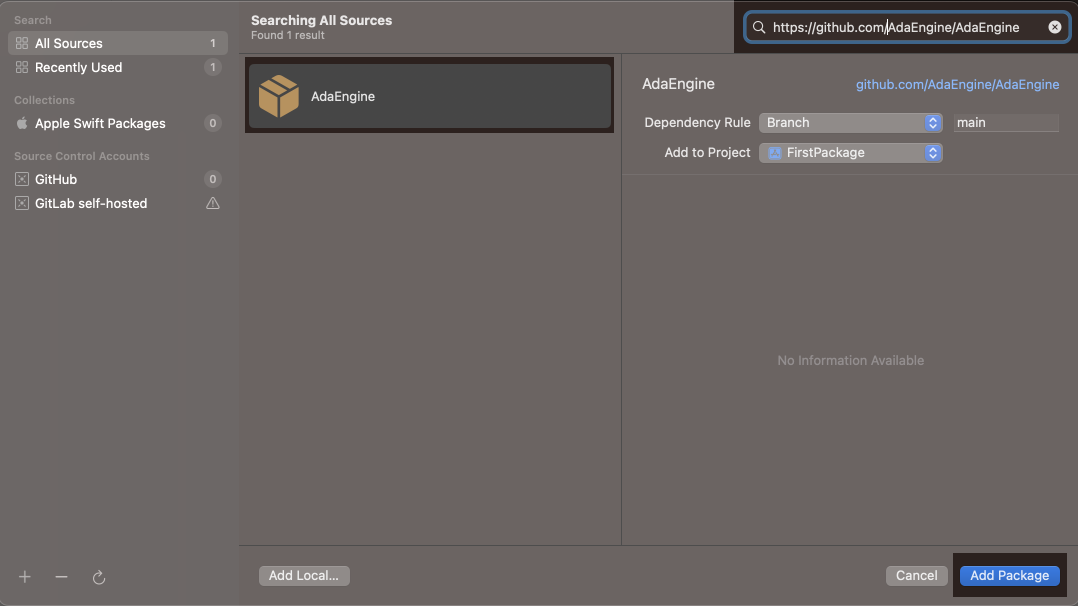 Search
All Sources 1
Recently Used 1
Collections
Apple Swift Packages 0
Source Control Accounts
GitHub 0
GitLab self-hosted
Searching All Sources
Found 1 result
https://github.com/AdaEngine/AdaEngine
AdaEngine
AdaEngine github.com/AdaEngine/AdaEngine
Dependency Rule Branch main
Add to Project FirstPackage
No Information Available
Add Local... Cancel Add Package